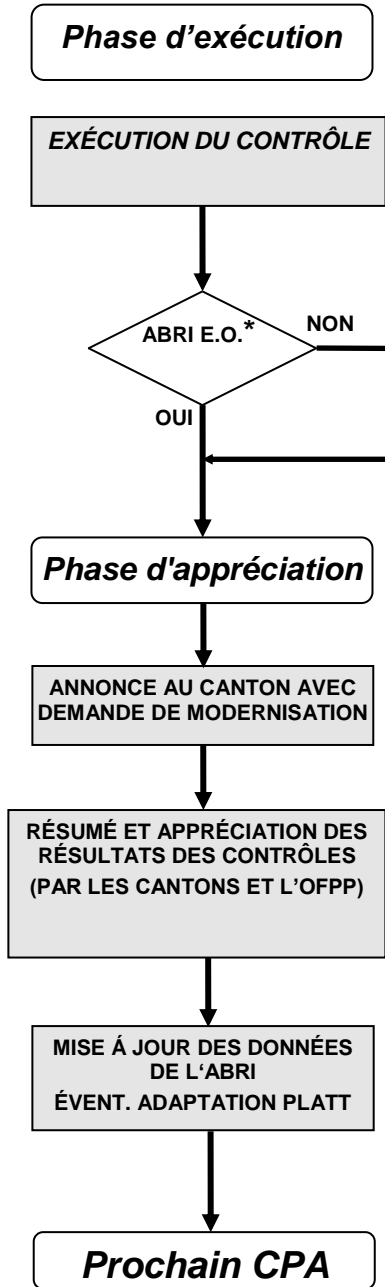 Phase d’exécution
EXÉCUTION DU CONTRÔLE
ABRI E.O.*
NON
OUI
Phase d'appréciation
ANNONCE AU CANTON AVEC
DEMANDE DE MODERNISATION
RÉSUMÉ ET APPRÉCIATION DES
RÉSULTATS DES CONTRÔLES
(PAR LES CANTONS ET L’OFPP)
MISE Á JOUR DES DONNÉES
DE L‘ABRI
ÉVENT. ADAPTATION PLATT
Prochain CPA